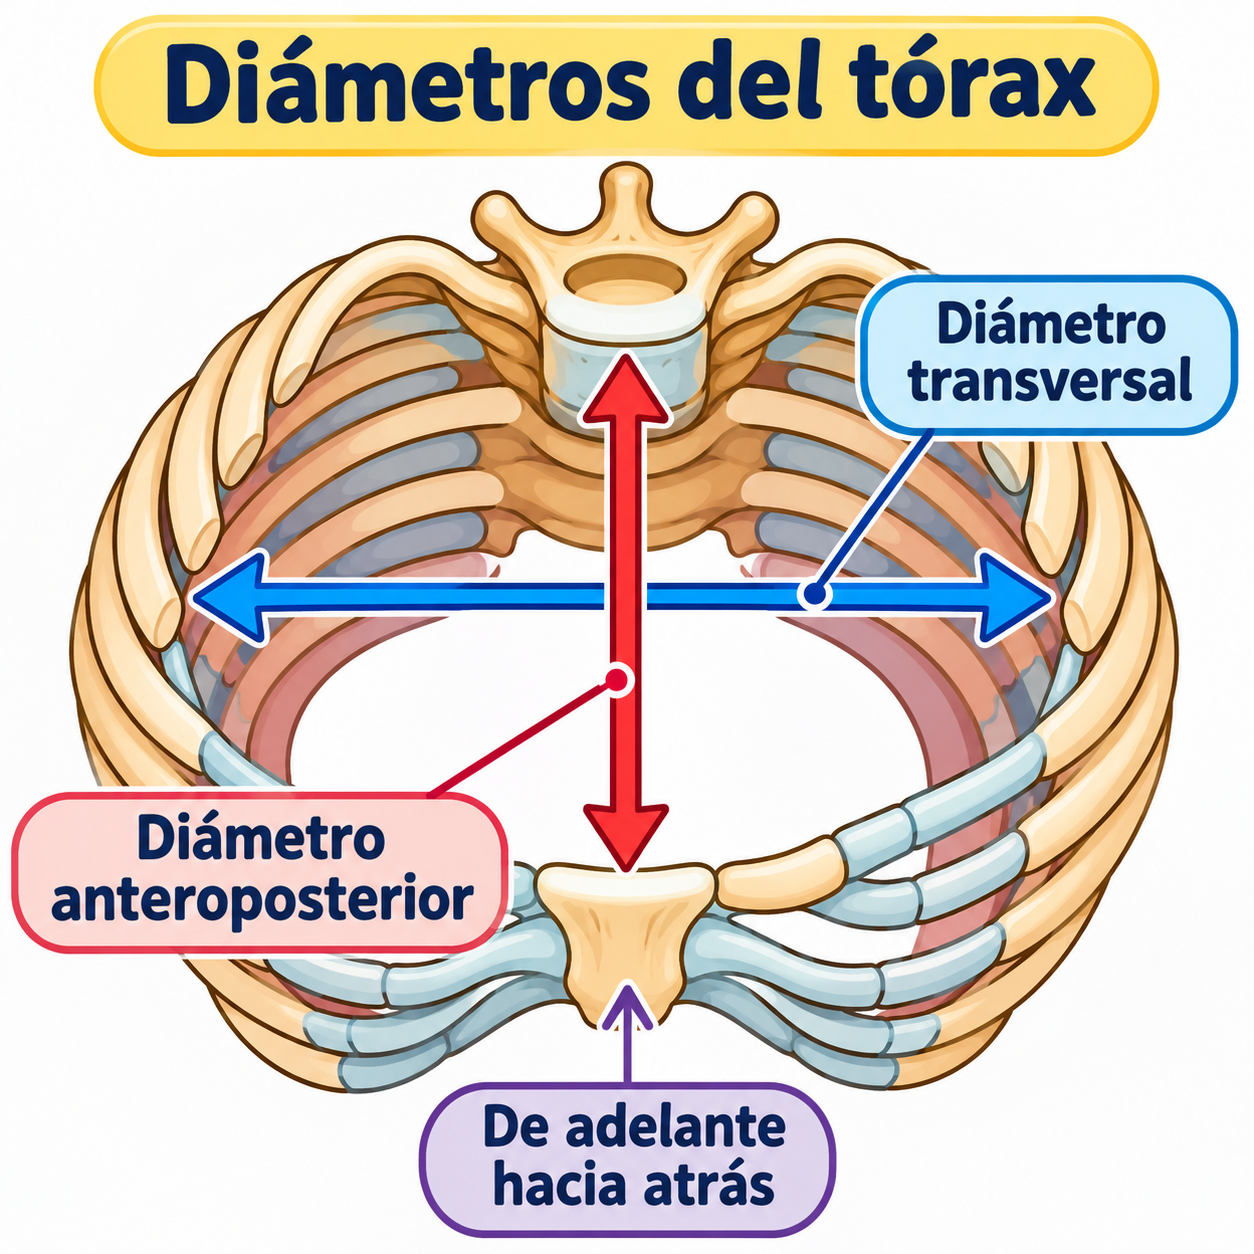 Diámetros del tórax
Diámetro
transversal
Diámetro
anteroposterior
De adelante
hacia atrás